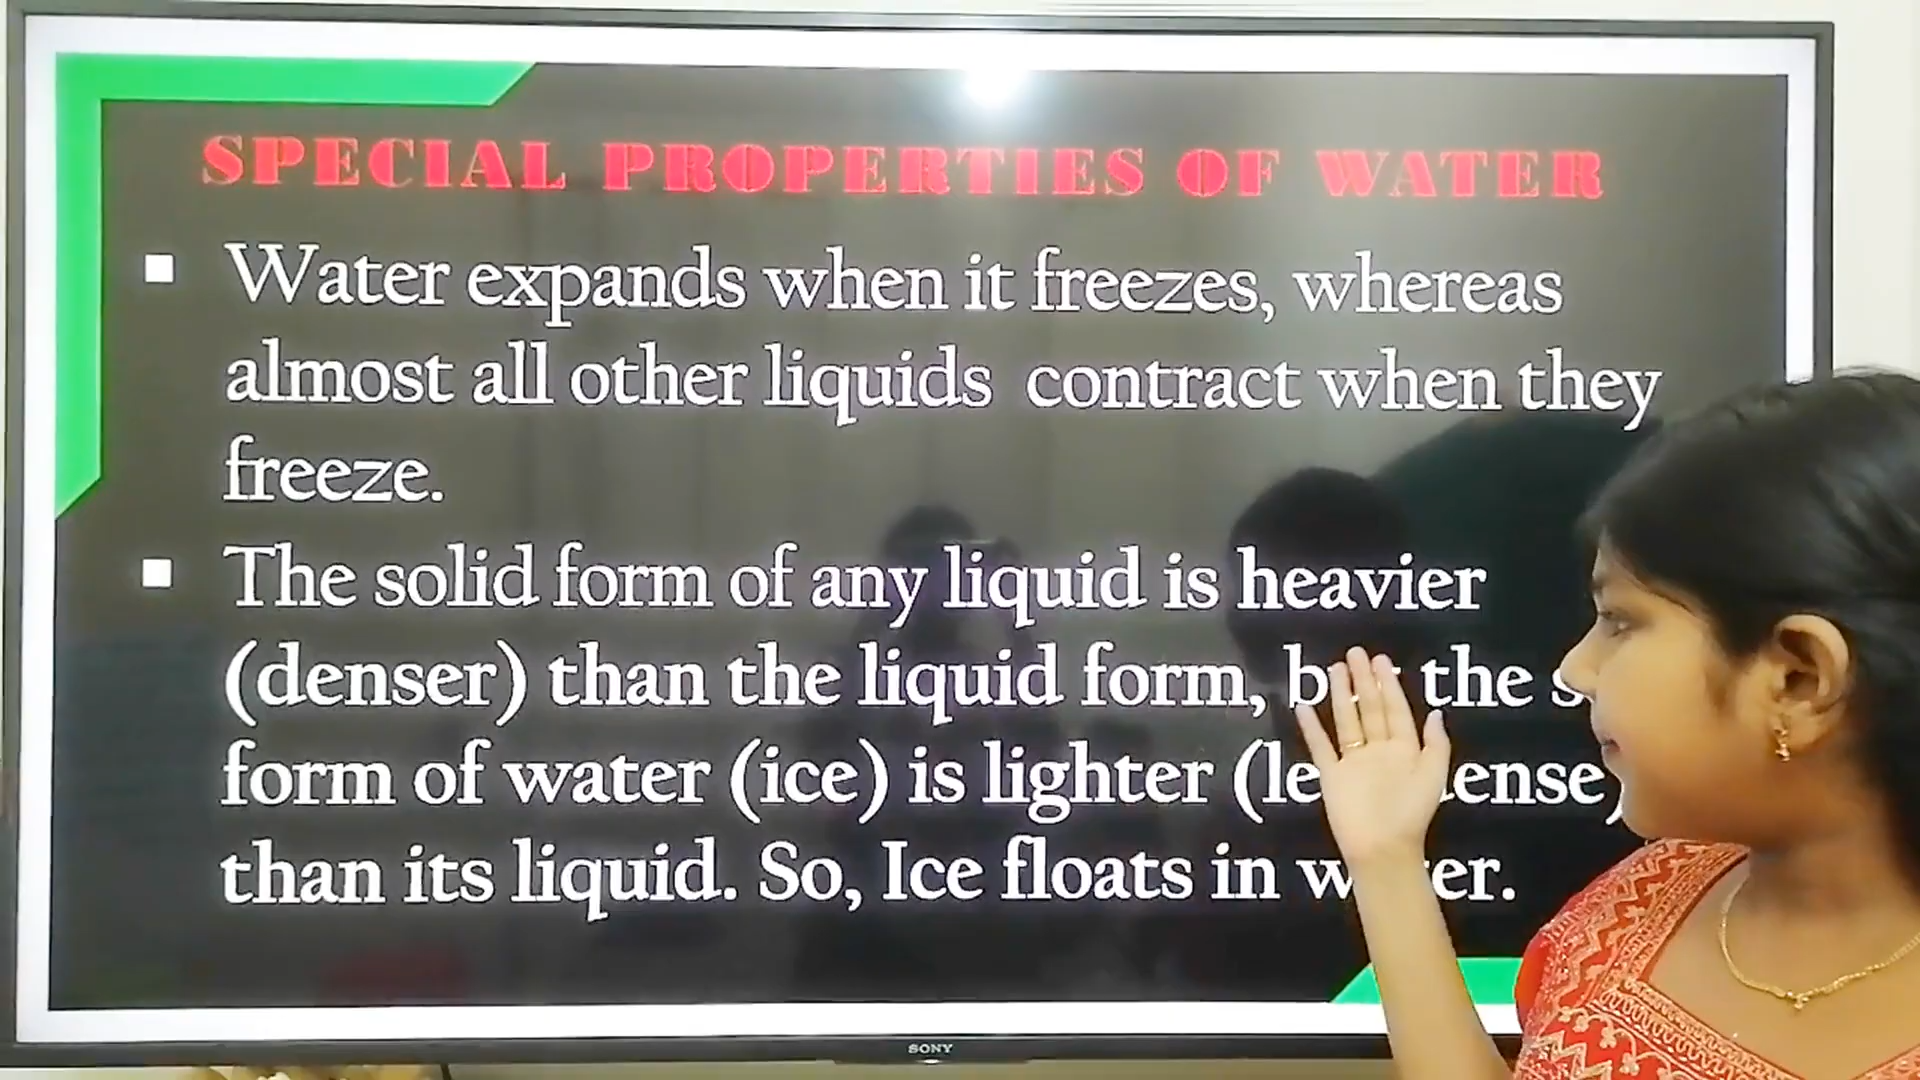 SPECIAL PROPERTIES OF WATER
▪ Water expands when it freezes, whereas
almost all other liquids contract when they
freeze.
▪ The solid form of any liquid is heavier
(denser) than the liquid form, the
form of water (ice) is lighter
than its liquid. So, Ice floats in
SONY